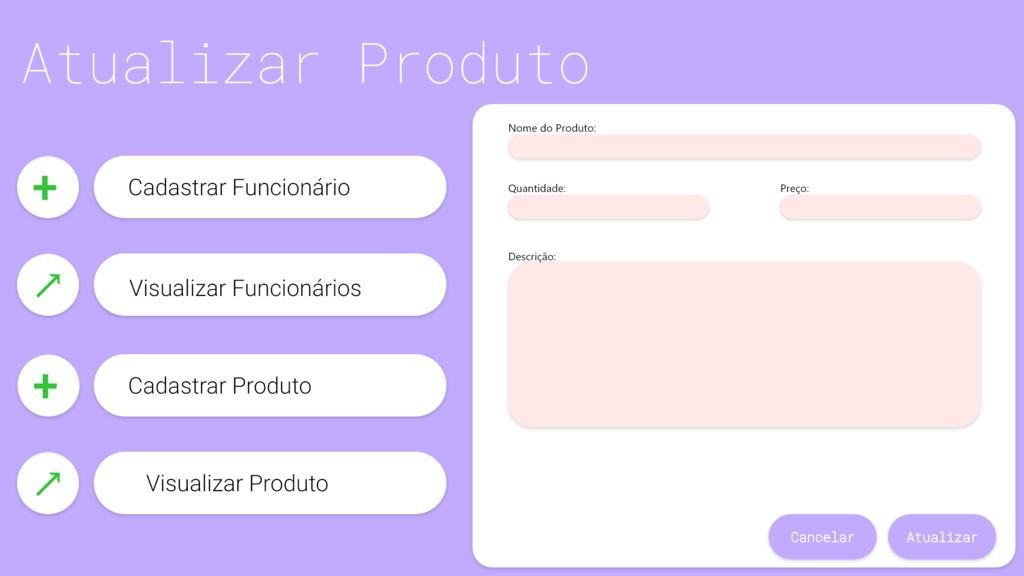 Atualizar Produto
Cadastrar Funcionário
Visualizar Funcionários
Cadastrar Produto
Visualizar Produto
Nome do Produto:
Quantidade:
Preço:
Descrição:
Cancelar
Atualizar